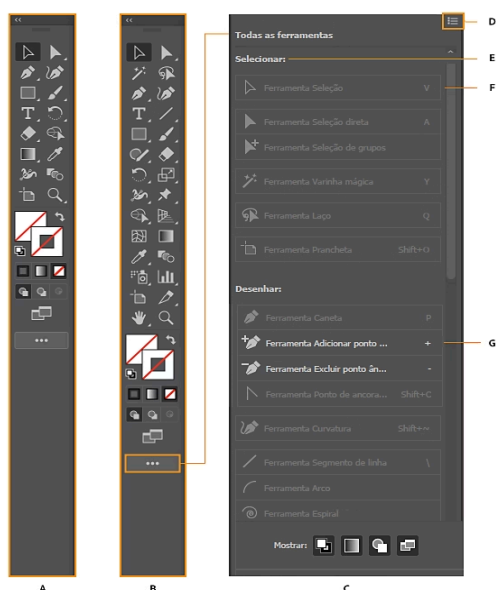 D
Todas as ferramentas
Selecionar:
E
Ferramenta Seleção V
F
Ferramenta Seleção direta A
Ferramenta Seleção de grupos
Ferramenta Varinha mágica Y
Ferramenta Laço Q
Ferramenta Prancheta Shift+O
Desenhar:
Ferramenta Caneta P
Ferramenta Adicionar ponto ... +
G
Ferramenta Excluir ponto ân... -
Ferramenta Ponto de ancora... Shift+C
Ferramenta Curvatura Shift+~
Ferramenta Segmento de linha \
Ferramenta Arco
Ferramenta Espiral
Mostrar:
A B C